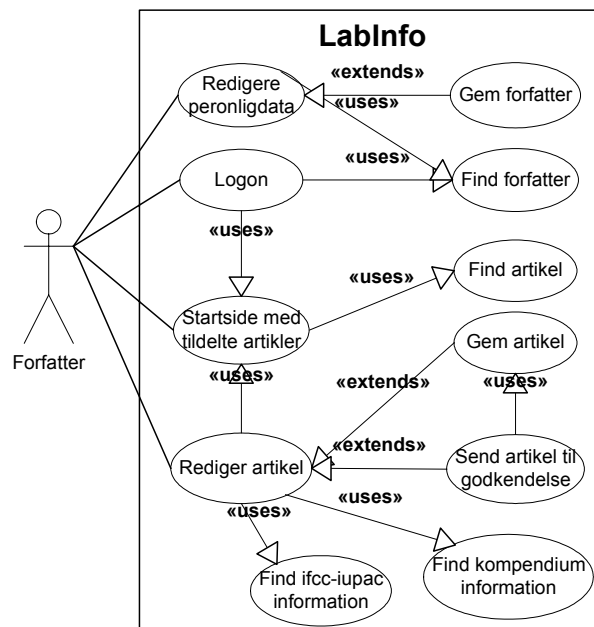 LabInfo
«extends»
Redigere
peronligdata
Gem forfatter
«uses»
«uses»
Logon
Find forfatter
«uses»
Find artikel
«uses»
Startside med
tildelte artikler
Gem artikel
Forfatter
«uses»
«extends»
«uses»
«extends»
Rediger artikel
Send artikel til
godkendelse
«uses»
«uses»
Find ifcc-iupac
information
Find kompendium
information